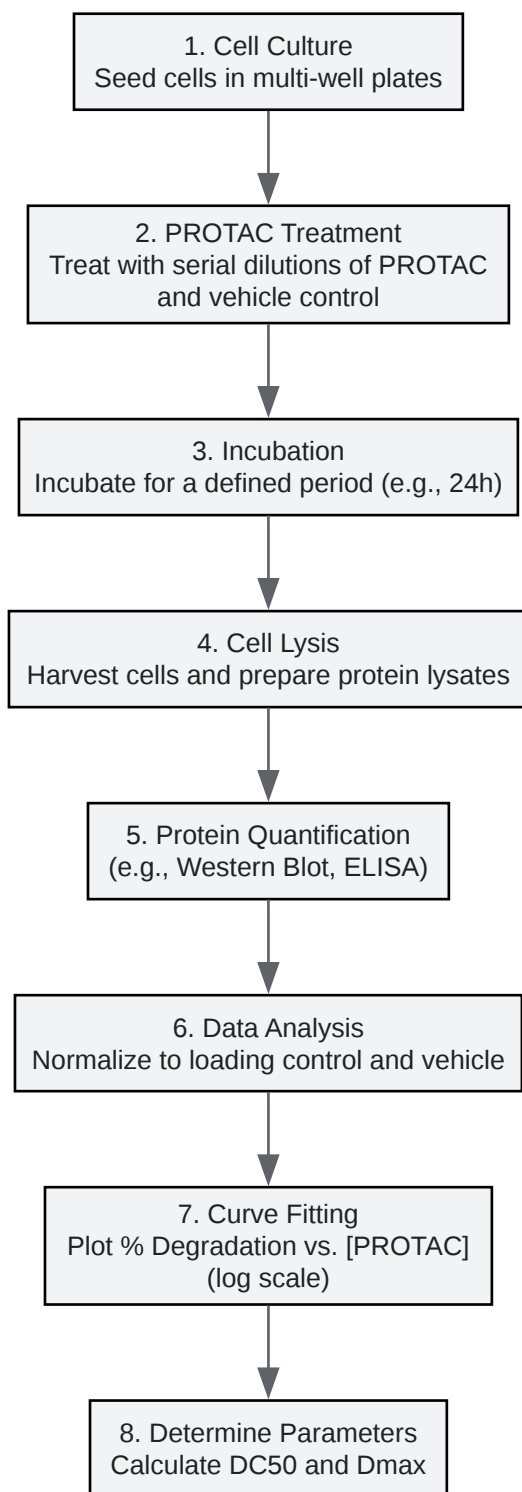 1. Cell Culture
Seed cells in multi-well plates
2. PROTAC Treatment
Treat with serial dilutions of PROTAC
and vehicle control
3. Incubation
Incubate for a defined period (e.g., 24h)
4. Cell Lysis
Harvest cells and prepare protein lysates
5. Protein Quantification
(e.g., Western Blot, ELISA)
6. Data Analysis
Normalize to loading control and vehicle
7. Curve Fitting
Plot % Degradation vs. [PROTAC]
(log scale)
8. Determine Parameters
Calculate DC50 and Dmax